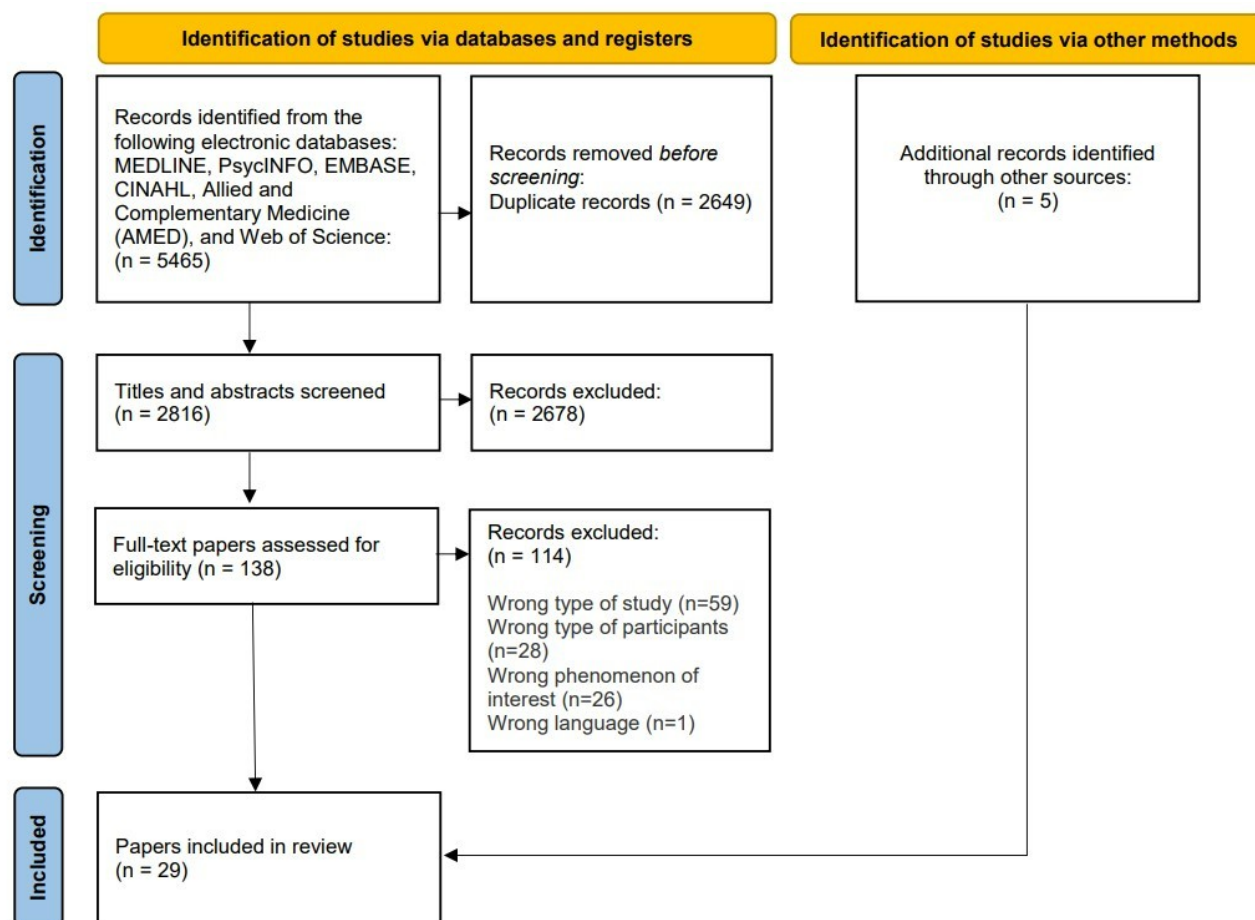 Identification of studies via databases and registers
Identification of studies via other methods
Identification
Records identified from the
following electronic databases:
MEDLINE, PsycINFO, EMBASE,
CINAHL, Allied and
Complementary Medicine
(AMED), and Web of Science:
(n = 5465)
Records removed before
screening:
Duplicate records (n = 2649)
Additional records identified
through other sources:
(n = 5)
Screening
Titles and abstracts screened
(n = 2816)
Records excluded:
(n = 2678)
Full-text papers assessed for
eligibility (n = 138)
Records excluded:
(n = 114)
Wrong type of study (n=59)
Wrong type of participants
(n=28)
Wrong phenomenon of
interest (n=26)
Wrong language (n=1)
Included
Papers included in review
(n = 29)